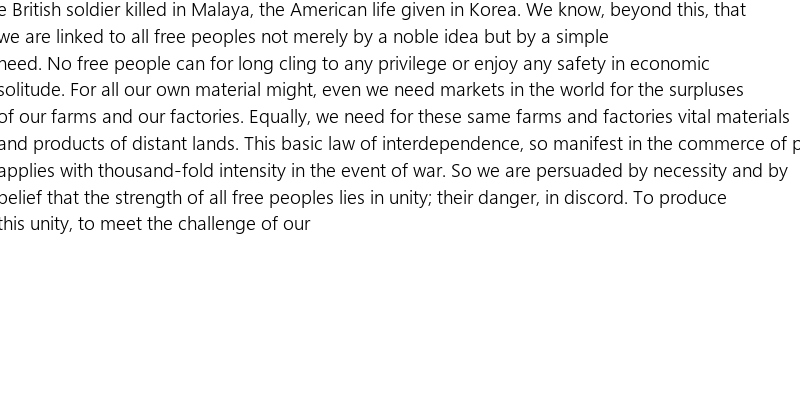 British soldier killed in Malaya, the American life given in Korea. We know, beyond this, that
we are linked to all free peoples not merely by a noble idea but by a simple
need. No free people can for long cling to any privilege or enjoy any safety in economic
solitude. For all our own material might, even we need markets in the world for the surpluses
of our farms and our factories. Equally, we need for these same farms and factories vital materials
and products of distant lands. This basic law of interdependence, so manifest in the commerce of
applies with thousand-fold intensity in the event of war. So we are persuaded by necessity and by
belief that the strength of all free peoples lies in unity; their danger, in discord. To produce
this unity, to meet the challenge of our